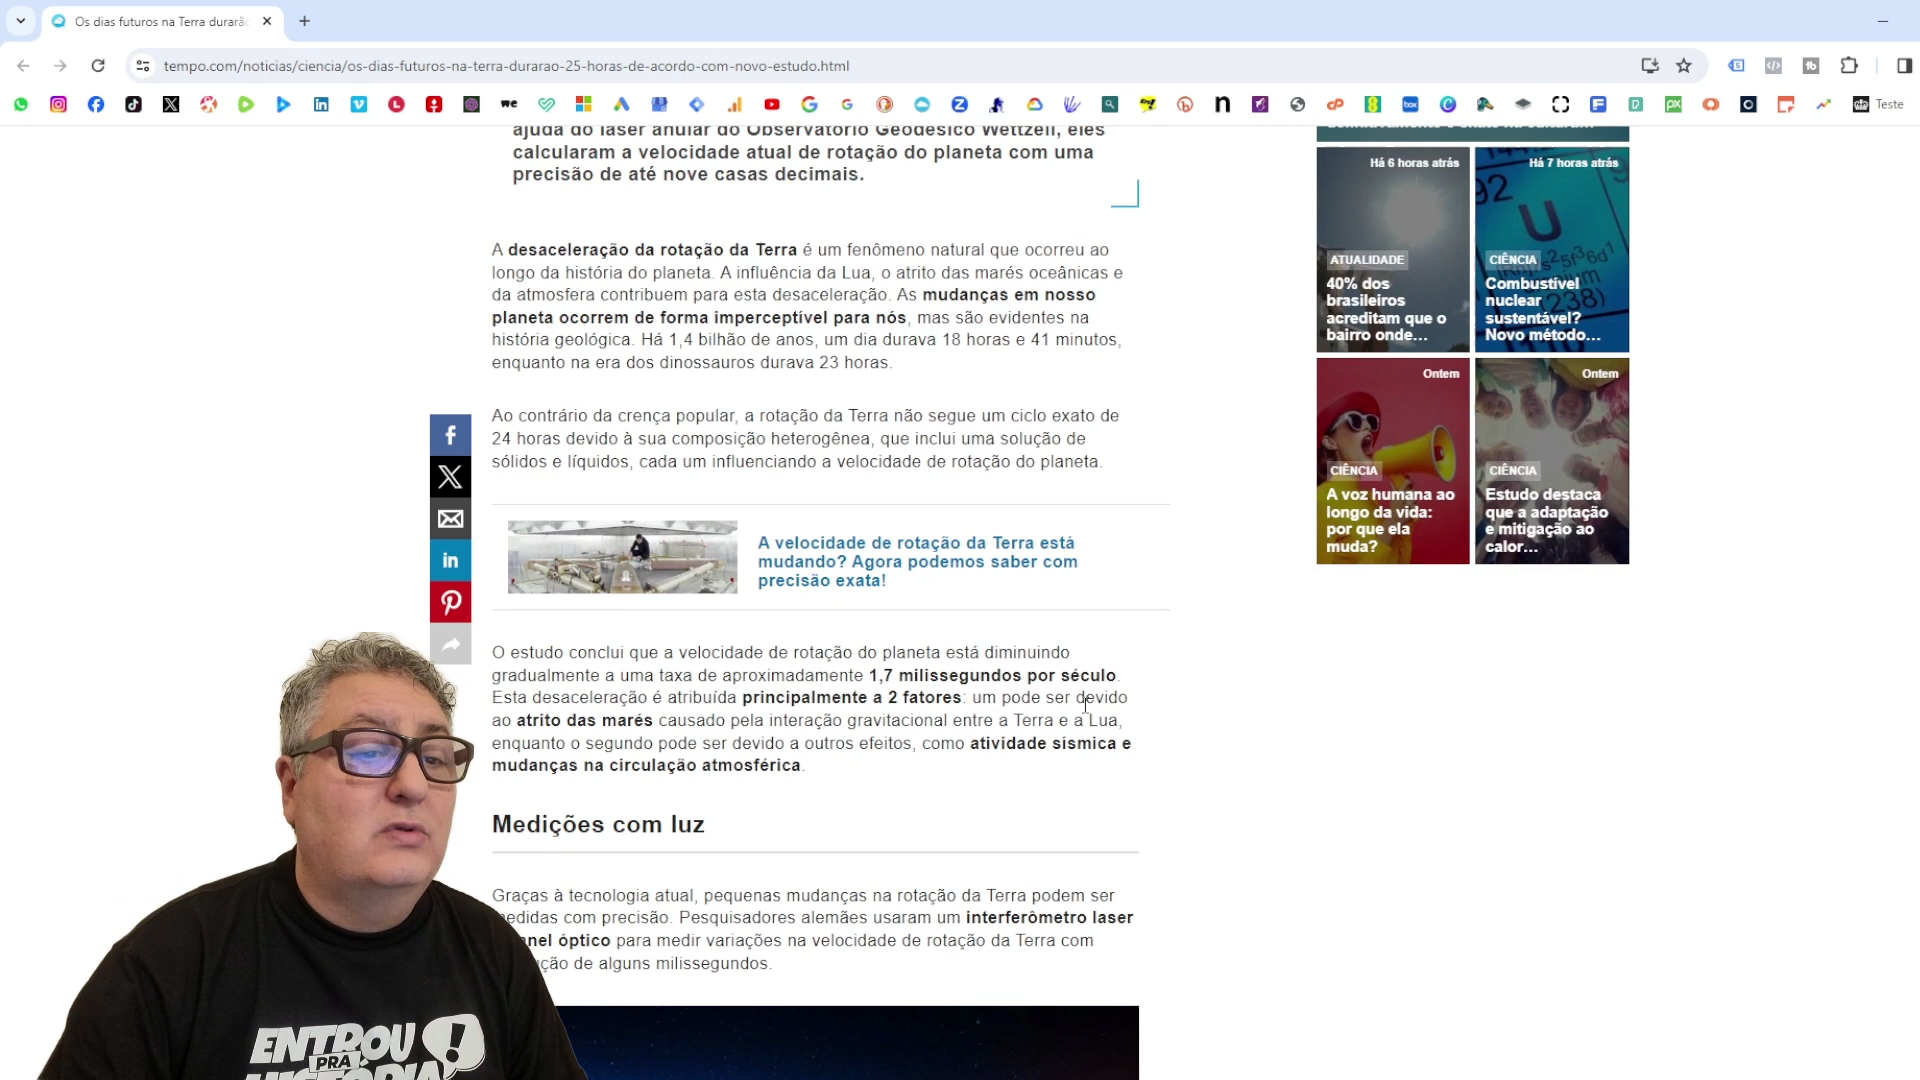 Os dias futuros na Terra durarão
tempo.com/noticias/ciencia/os-dias-futuros-na-terra-durarao-25-horas-de-acordo-com-novo-estudo.html
Teste
ajuda do laser anular do Observatório Geodésico Wettzell, eles
calcularam a velocidade atual de rotação do planeta com uma
precisão de até nove casas decimais.
A desaceleração da rotação da Terra é um fenômeno natural que ocorreu ao
longo da história do planeta. A influência da Lua, o atrito das marés oceânicas e
da atmosfera contribuem para esta desaceleração. As mudanças em nosso
planeta ocorrem de forma imperceptível para nós, mas são evidentes na
história geológica. Há 1,4 bilhão de anos, um dia durava 18 horas e 41 minutos,
enquanto na era dos dinossauros durava 23 horas.
Ao contrário da crença popular, a rotação da Terra não segue um ciclo exato de
24 horas devido à sua composição heterogênea, que inclui uma solução de
sólidos e líquidos, cada um influenciando a velocidade de rotação do planeta.
A velocidade de rotação da Terra está
mudando? Agora podemos saber com
precisão exata!
O estudo conclui que a velocidade de rotação do planeta está diminuindo
gradualmente a uma taxa de aproximadamente 1,7 milissegundos por século.
Esta desaceleração é atribuída principalmente a 2 fatores: um pode ser devido
ao atrito das marés causado pela interação gravitacional entre a Terra e a Lua,
enquanto o segundo pode ser devido a outros efeitos, como atividade sísmica e
mudanças na circulação atmosférica.
Medições com luz
Graças à tecnologia atual, pequenas mudanças na rotação da Terra podem ser
medidas com precisão. Pesquisadores alemães usaram um interferômetro laser
anel óptico para medir variações na velocidade de rotação da Terra com
de alguns milissegundos.
Há 6 horas atrás
ATUALIDADE
40% dos
brasileiros
acreditam que o
bairro onde...
Há 7 horas atrás
92
U
(238)
CIÊNCIA
Combustível
nuclear
sustentável?
Novo método...
Ontem
CIÊNCIA
A voz humana ao
longo da vida:
por que ela
muda?
Ontem
CIÊNCIA
Estudo destaca
que a adaptação
e mitigação ao
calor...
ENTROU
PRA
HISTÓRIA